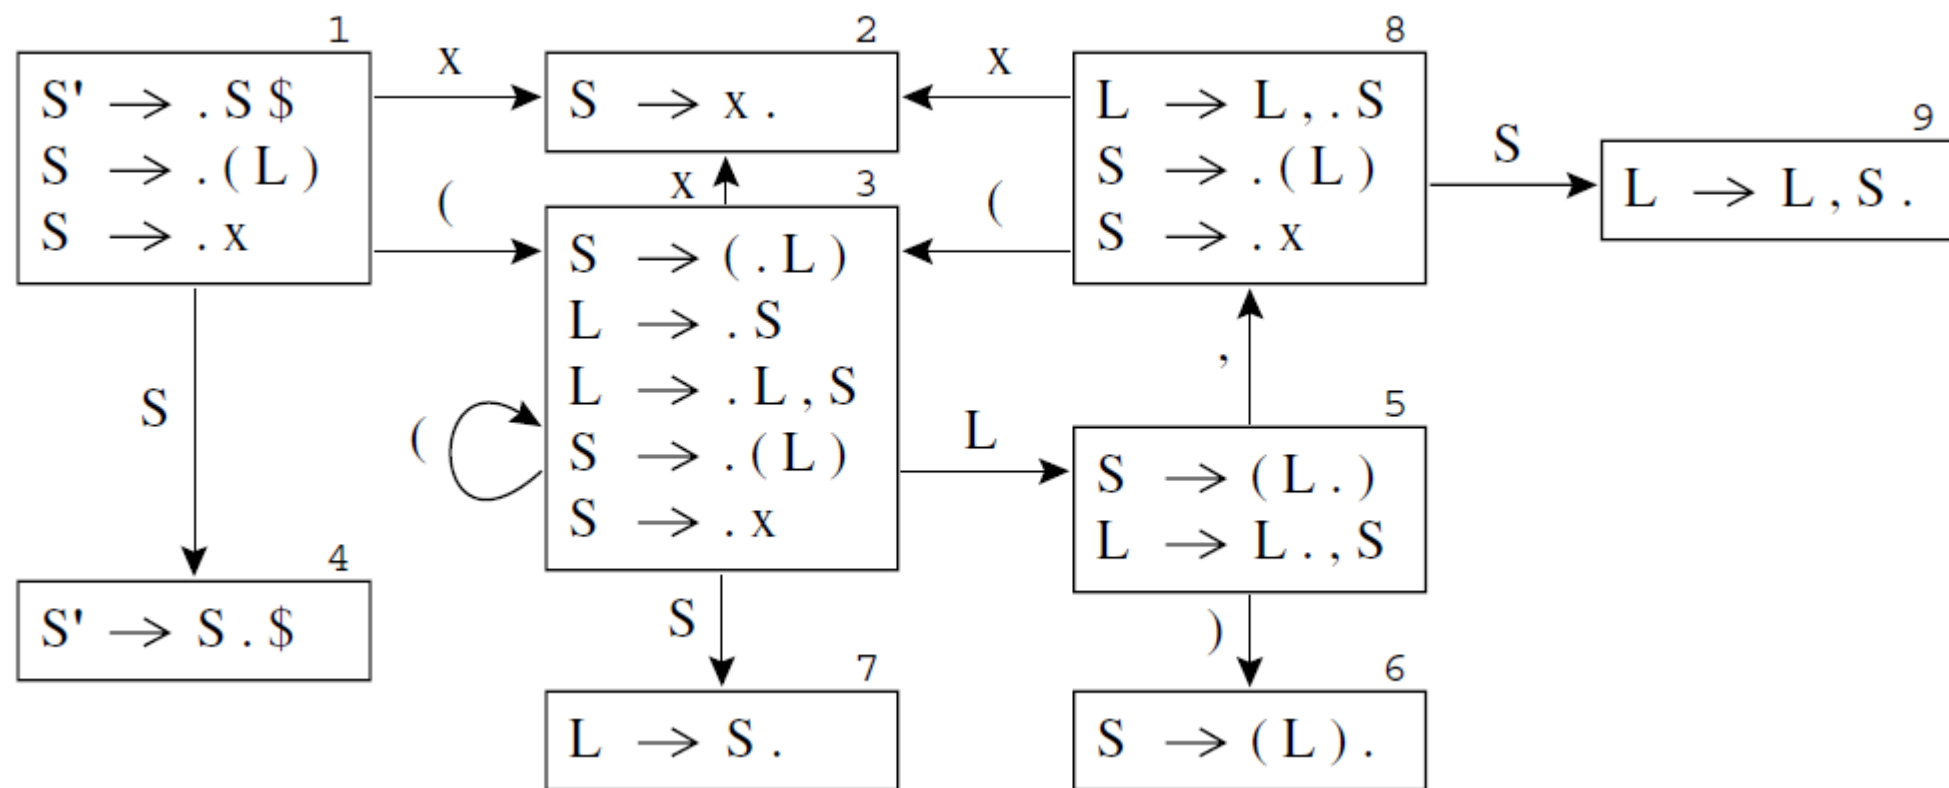 1
S' → . S $
S → . ( L )
S → . x
x
(
S
4
S' → S . $
2
S → x .
x
3
S → ( . L )
L → . S
L → . L , S
S → . ( L )
S → . x
(
S
7
L → S .
L
x
(
8
L → L , . S
S → . ( L )
S → . x
S
9
L → L , S .
,
5
S → ( L . )
L → L . , S
)
6
S → ( L ) .